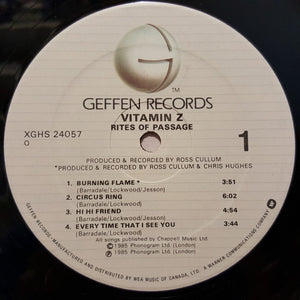 TM
GEFFEN RECORDS
VITAMIN Z
RITES OF PASSAGE
XGHS 24057
0
1
PRODUCED & RECORDED BY ROSS CULLUM
*PRODUCED & RECORDED BY ROSS CULLUM & CHRIS HUGHES
1 BURNING FLAME * 3:51
(Barradale/Lockwood/Jesson)
2 CIRCUS RING 6:02
(Barradale/Lockwood)
3 HI HI FRIEND 4:54
(Barradale/Lockwood)
4 EVERY TIME THAT I SEE YOU 3:44
(Barradale/Lockwood)
All songs published by Chappell Music Ltd.
℗1985 Phonogram Ltd. (London)
©1985 Phonogram Ltd. (London)
GEFFEN RECORDS • MANUFACTURED AND DISTRIBUTED BY WEA MUSIC OF CANADA, LTD. A WARNER COMMUNICATIONS COMPANY